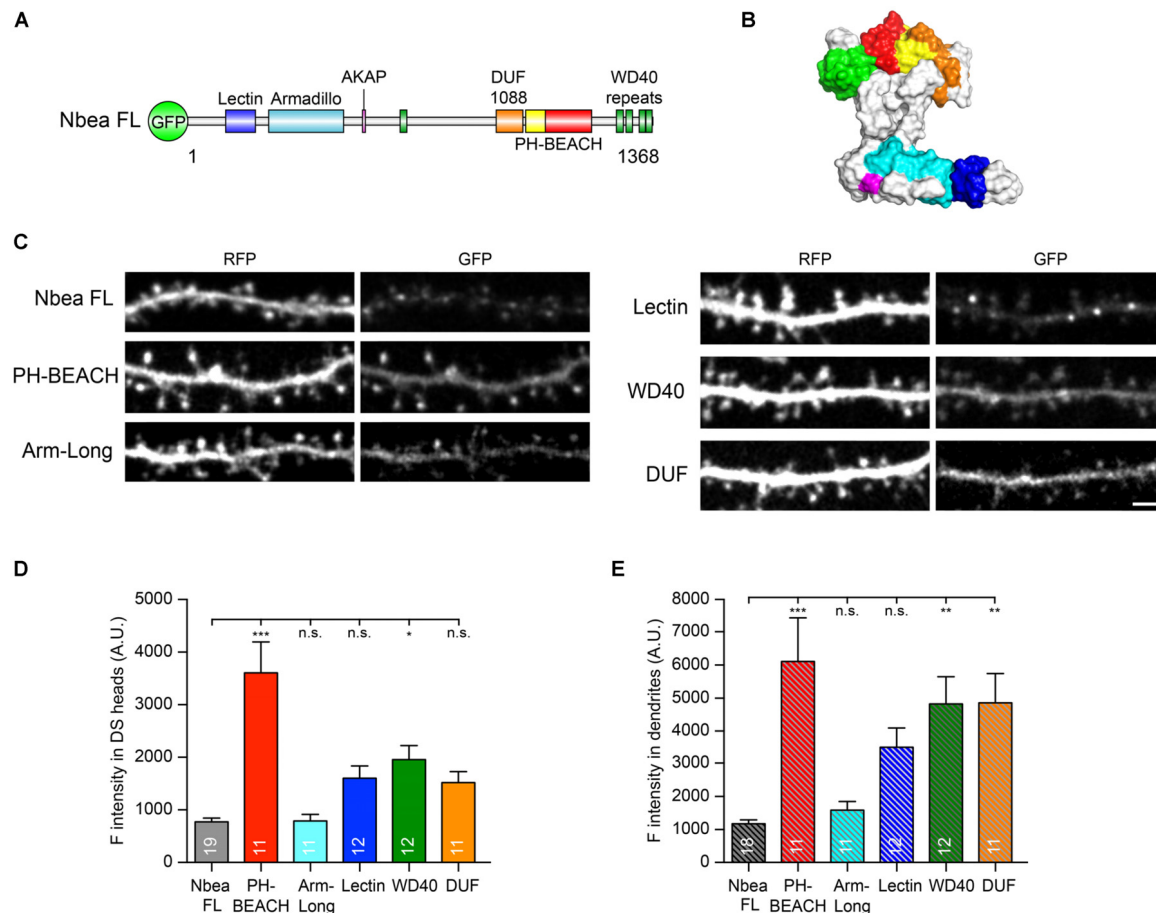 A
B
AKAP
DUF
WD40
Lectin
Armadillo
1088
repeats
Nbea FL
GFP
PH-BEACH
1
1368
C
RFP
GFP
RFP
GFP
Nbea FL
Lectin
PH-BEACH
WD40
Arm-Long
DUF
D
F intensity in DS heads (A.U.)
5000
4000
3000
2000
1000
0
***
n.s.
n.s.
*
n.s.
19
11
11
12
12
11
Nbea
FL
PH-
BEACH
Arm-
Long
Lectin
WD40
DUF
E
F intensity in dendrites (A.U.)
8000
7000
6000
5000
4000
3000
2000
1000
0
***
n.s.
n.s.
**
**
18
11
11
12
12
11
Nbea
FL
PH-
BEACH
Arm-
Long
Lectin
WD40
DUF